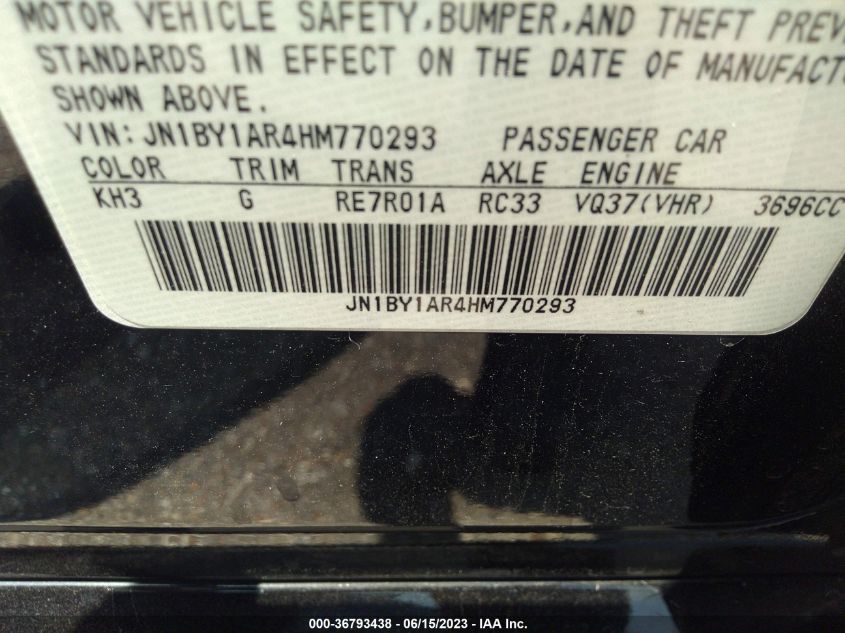 MOTOR VEHICLE SAFETY, BUMPER, AND THEFT
STANDARDS IN EFFECT ON THE DATE OF
SHOWN ABOVE.
VIN: JN1BY1AR4HM770293 PASSENGER CAR
COLOR TRIM TRANS AXLE ENGINE
KH3 G RE7R01A RC33 VQ37(VHR) 3696CC
JN1BY1AR4HM770293
000-36793438 - 06/15/2023 - IAA Inc.